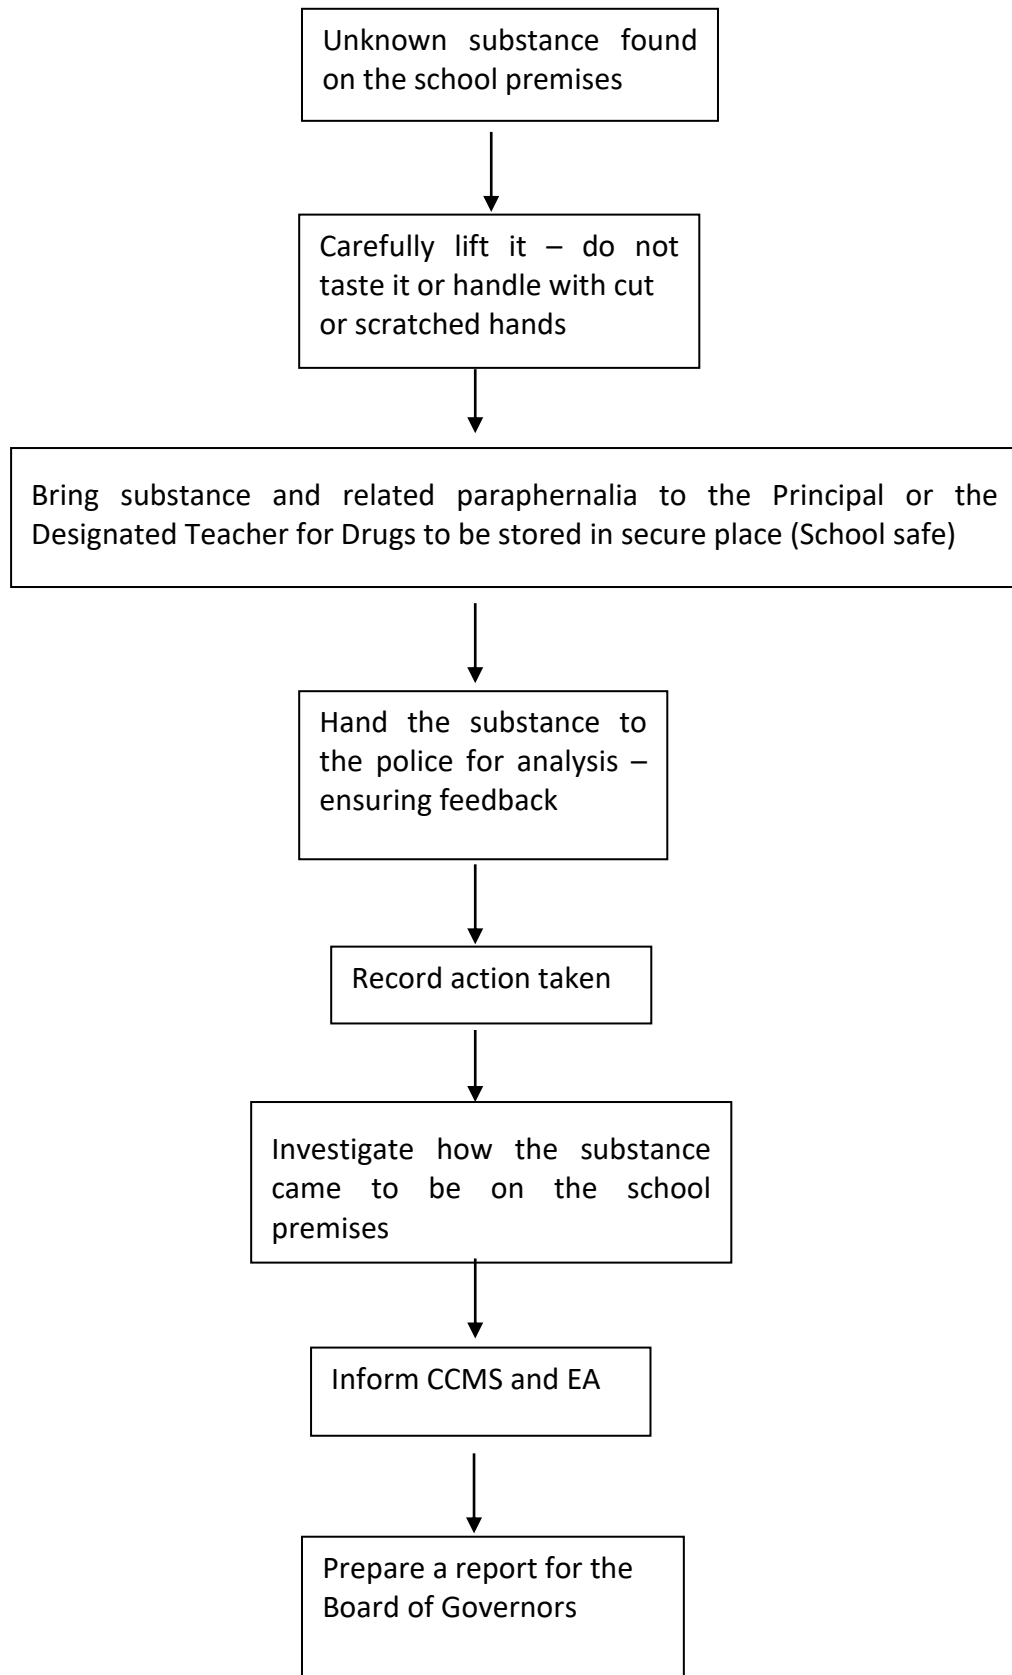 Unknown substance found
on the school premises
Carefully lift it – do not
taste it or handle with cut
or scratched hands
Bring substance and related paraphernalia to the Principal or the
Designated Teacher for Drugs to be stored in secure place (School safe)
Hand the substance to
the police for analysis –
ensuring feedback
Record action taken
Investigate how the substance
came to be on the school
premises
Inform CCMS and EA
Prepare a report for the
Board of Governors